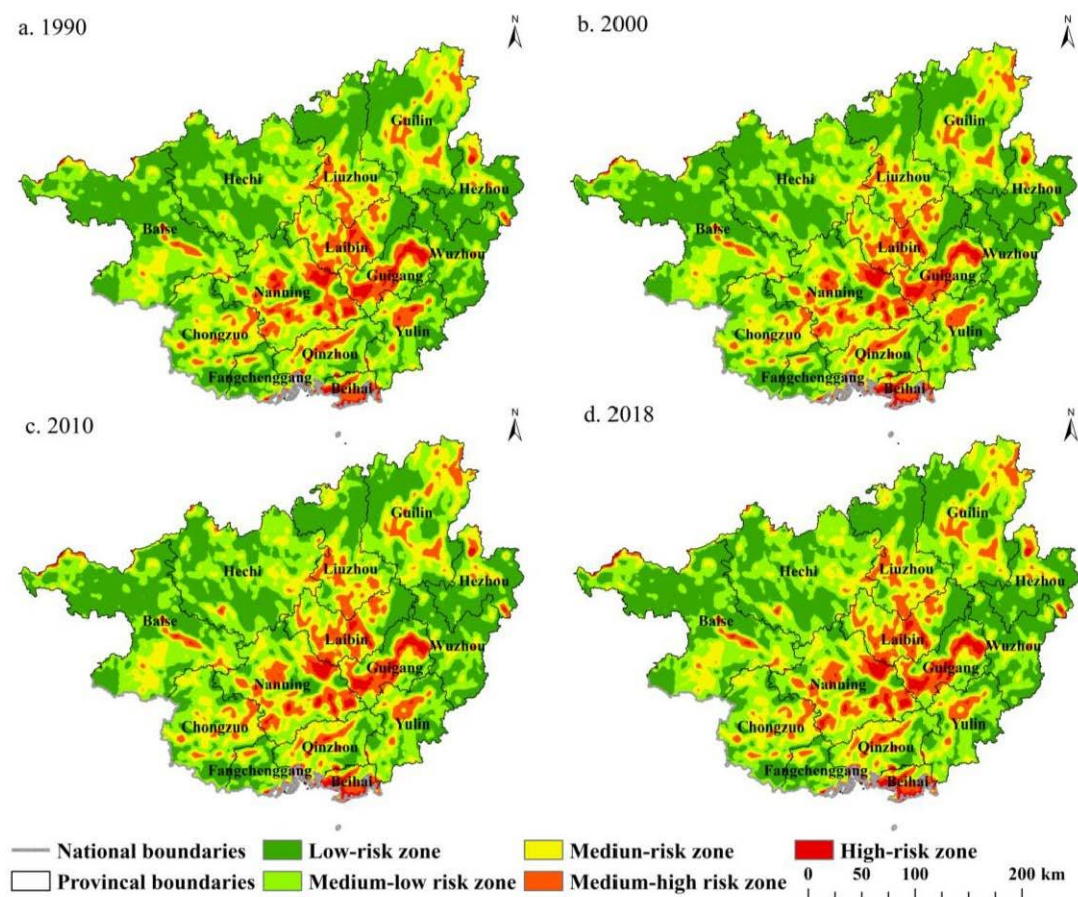 a. 1990
N
Guilin
Hechi
Liuzhou
Hezhou
Baise
Laibin
Wuzhou
Guigang
Nanning
Chongzuo
Yulin
Qinzhou
Fangchenggang
Beihai
b. 2000
N
Guilin
Hechi
Liuzhou
Hezhou
Baise
Laibin
Wuzhou
Guigang
Nanning
Chongzuo
Yulin
Qinzhou
Fangchenggang
Beihai
c. 2010
N
Guilin
Hechi
Liuzhou
Hezhou
Baise
Laibin
Wuzhou
Guigang
Nanning
Chongzuo
Yulin
Qinzhou
Fangchenggang
Beihai
d. 2018
N
Guilin
Hechi
Liuzhou
Hezhou
Baise
Laibin
Wuzhou
Guigang
Nanning
Chongzuo
Yulin
Qinzhou
Fangchenggang
Beihai
National boundaries
Low-risk zone
Mediun-risk zone
High-risk zone
Provincal boundaries
Medium-low risk zone
Medium-high risk zone
0 50 100 200 km